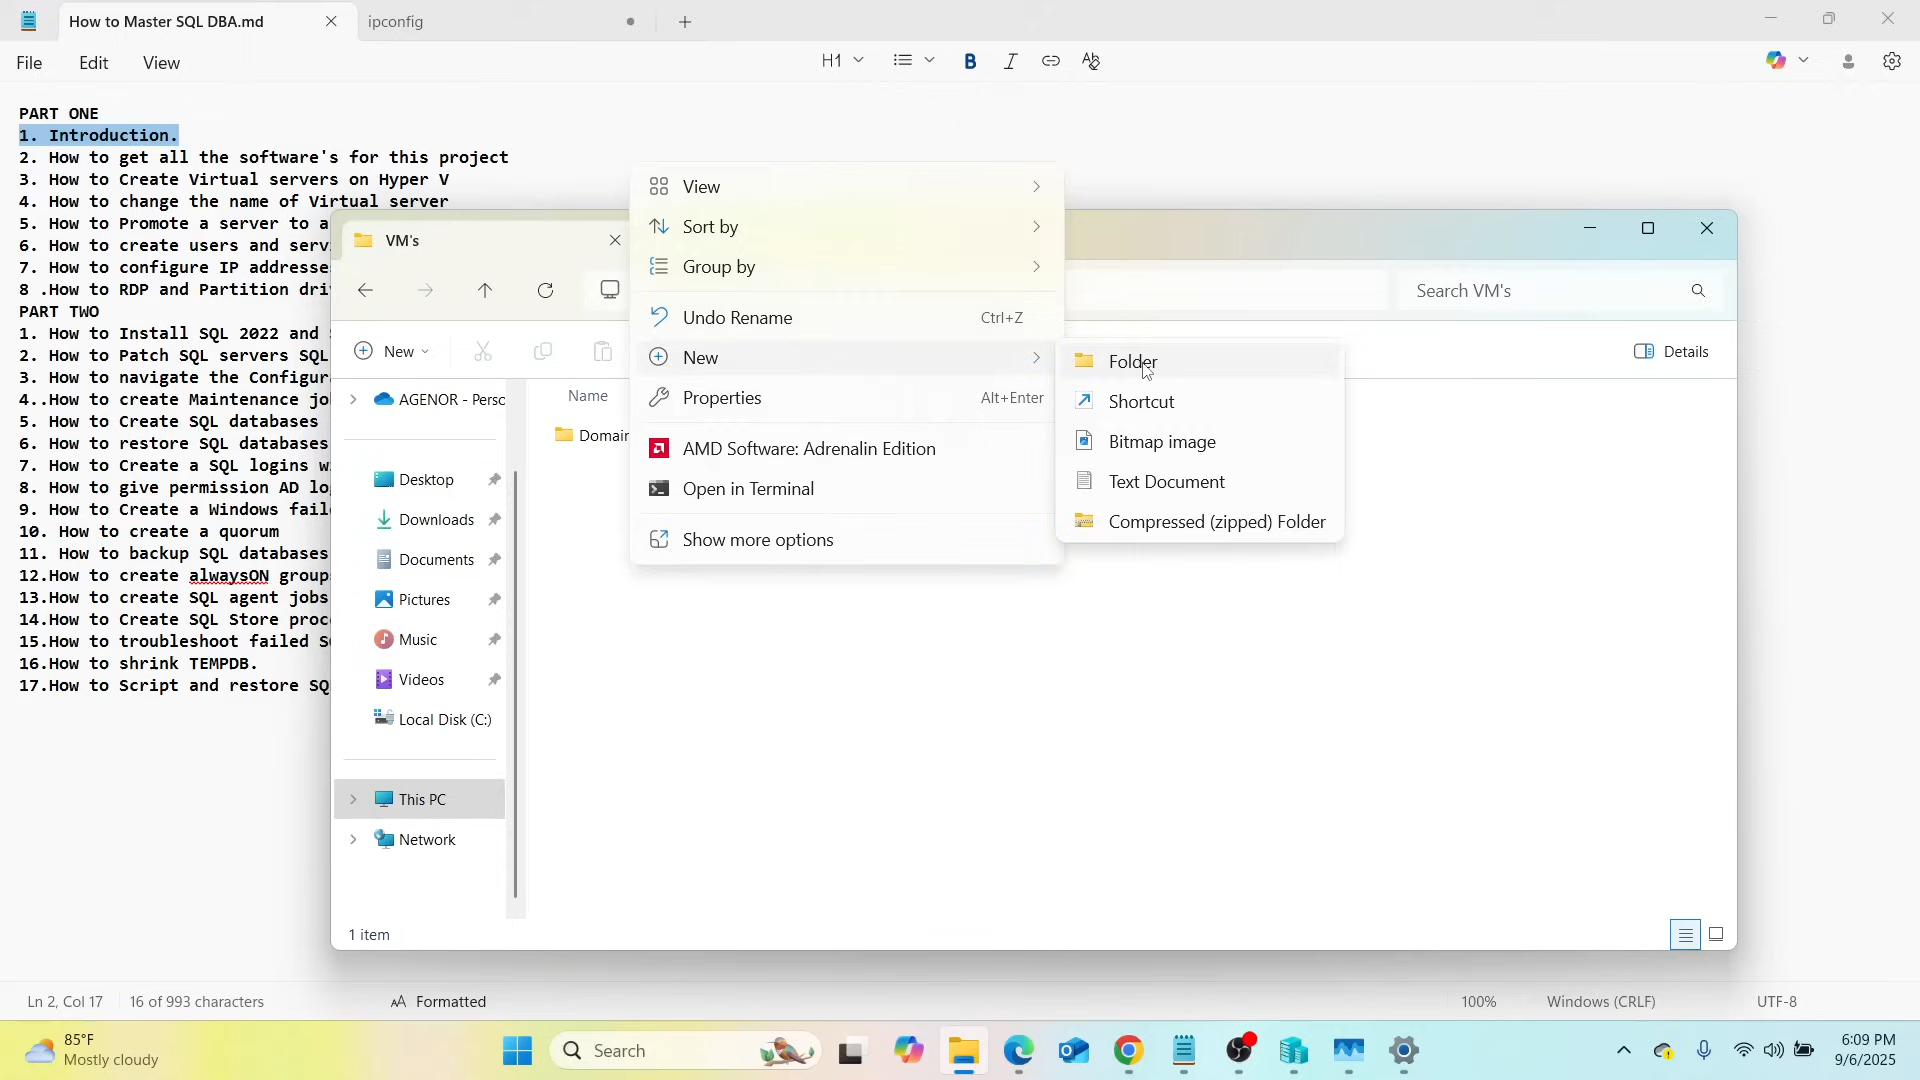 How to Master SQL DBA.md
ipconfig
File Edit View
H1
PART ONE
1. Introduction.
2. How to get all the software's for this project
3. How to Create Virtual servers on Hyper V
4. How to change the name of Virtual server
5. How to Promote a server to a
6. How to create users and serv
7. How to configure IP addresse
8 .How to RDP and Partition dri
PART TWO
1. How to Install SQL 2022 and
2. How to Patch SQL servers SQL
3. How to navigate the Configur
4..How to create Maintenance jo
5. How to Create SQL databases
6. How to restore SQL databases
7. How to Create a SQL logins w
8. How to give permission AD lo
9. How to Create a Windows fail
10. How to create a quorum
11. How to backup SQL databases
12.How to create alwaysON group
13.How to create SQL agent jobs
14.How to Create SQL Store proc
15.How to troubleshoot failed S
16.How to shrink TEMPDB.
17.How to Script and restore SQ
VM's
Search VM's
New
Details
AGENOR - Perso
Desktop
Downloads
Documents
Pictures
Music
Videos
Local Disk (C:)
This PC
Network
Name
Domain
1 item
View
Sort by
Group by
Undo Rename Ctrl+Z
New
Properties Alt+Enter
AMD Software: Adrenalin Edition
Open in Terminal
Show more options
Folder
Shortcut
Bitmap image
Text Document
Compressed (zipped) Folder
Ln 2, Col 17 16 of 993 characters Formatted 100% Windows (CRLF) UTF-8
85°F
Mostly cloudy
Search
6:09 PM
9/6/2025